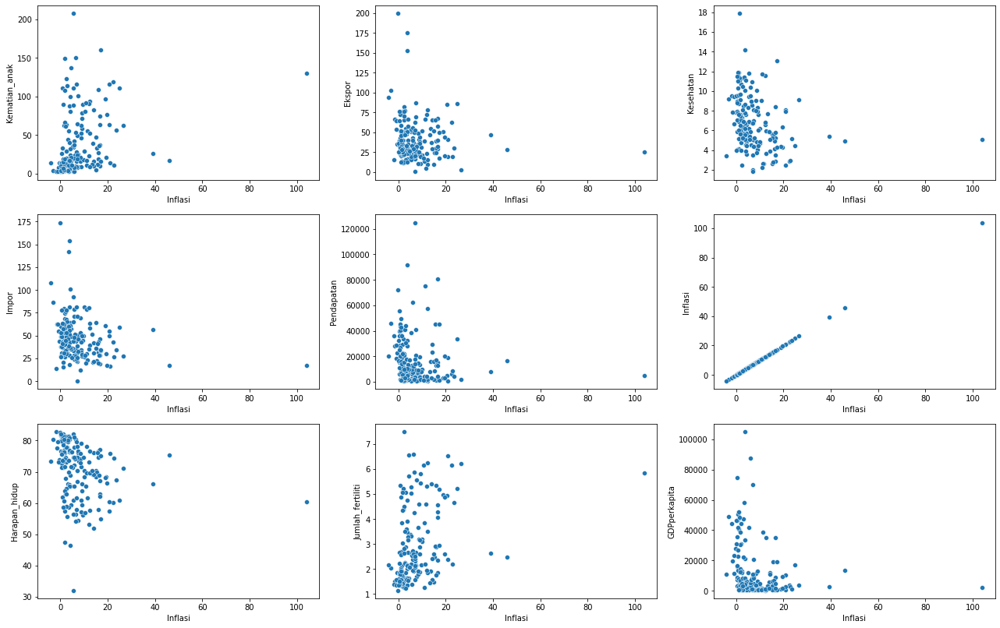 200
150
100
50
0
Kematian_anak
0 20 40 60 80 100
Inflasi
200
175
150
125
100
75
50
25
0
Ekspor
0 20 40 60 80 100
Inflasi
18
16
14
12
10
8
6
4
2
Kesehatan
0 20 40 60 80 100
Inflasi
175
150
125
100
75
50
25
0
Impor
0 20 40 60 80 100
Inflasi
120000
100000
80000
60000
40000
20000
0
Pendapatan
0 20 40 60 80 100
Inflasi
100
80
60
40
20
0
Inflasi
0 20 40 60 80 100
Inflasi
80
70
60
50
40
30
Harapan_hidup
0 20 40 60 80 100
Inflasi
7
6
5
4
3
2
1
Jumlah_fertiliti
0 20 40 60 80 100
Inflasi
100000
80000
60000
40000
20000
0
GDPperkapita
0 20 40 60 80 100
Inflasi